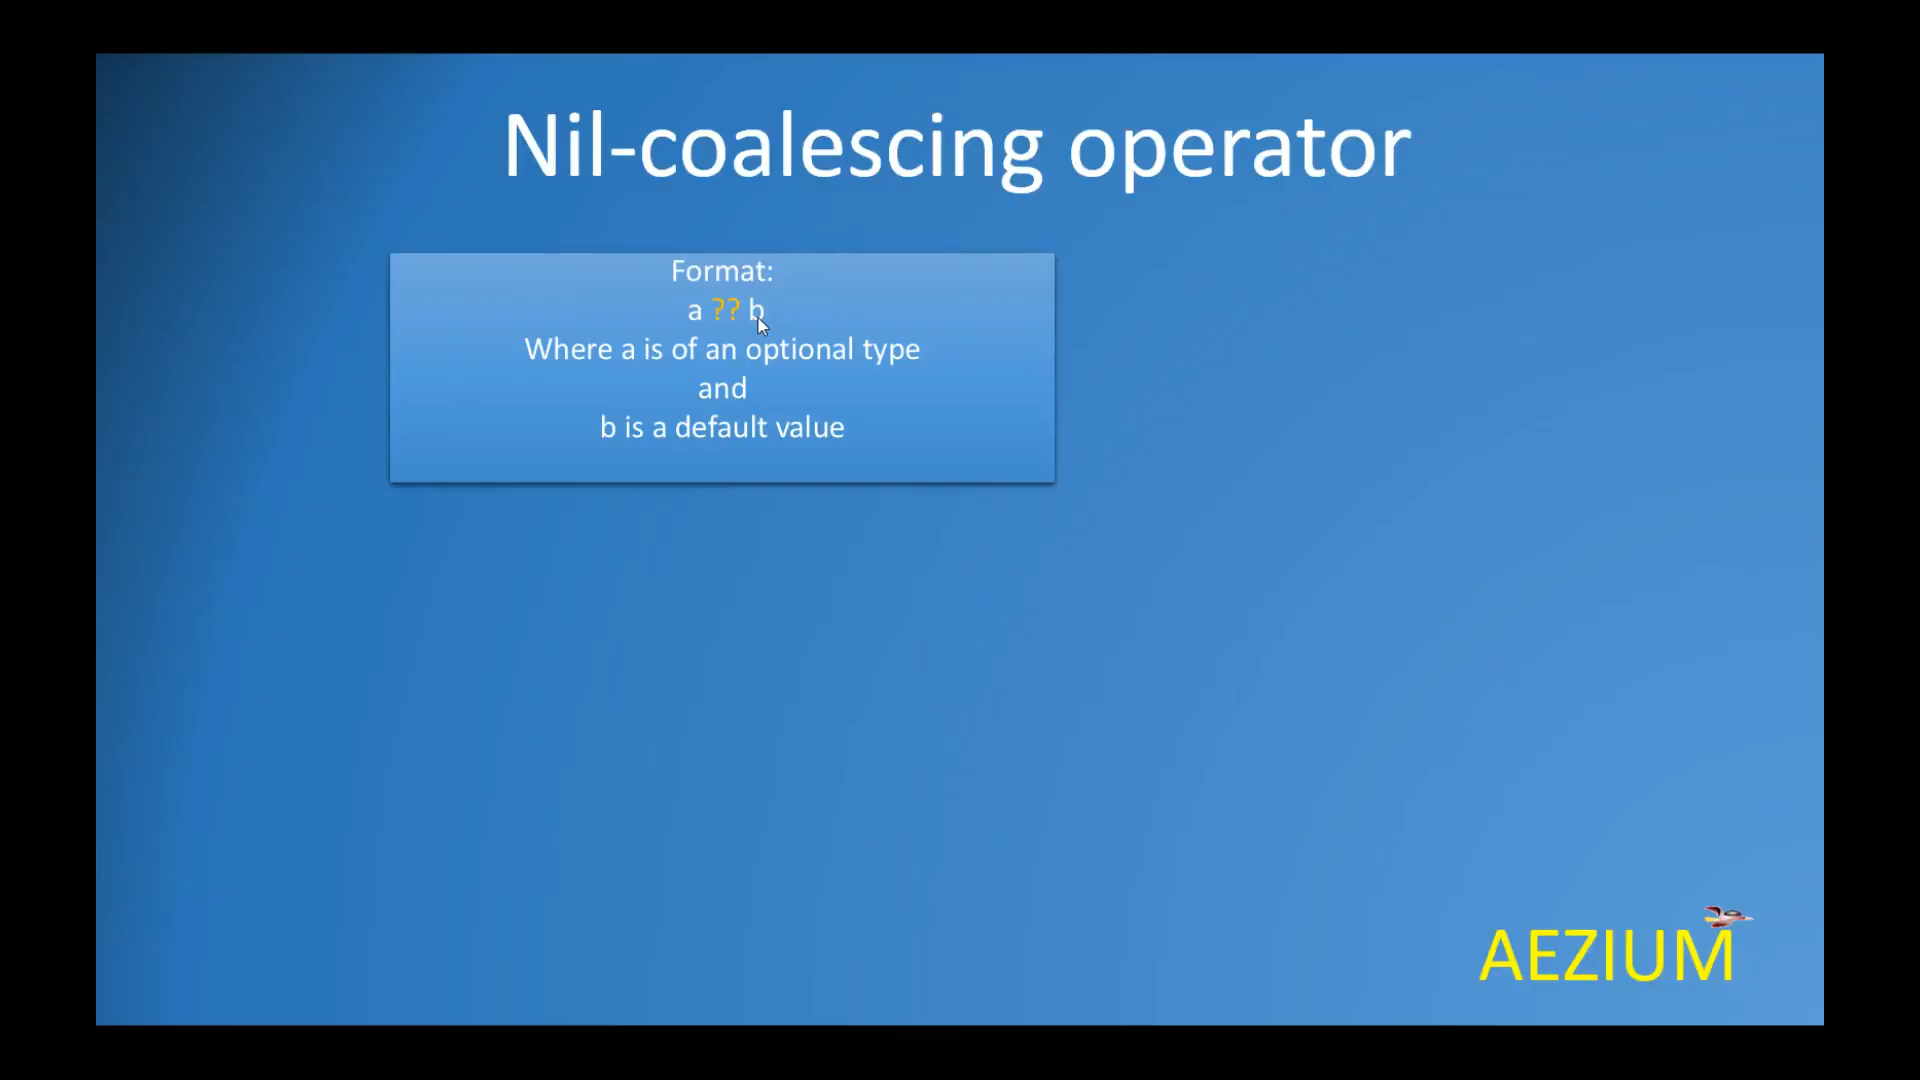 Nil-coalescing operator
Format:
a ?? b
Where a is of an optional type
and
b is a default value
AEZIUM